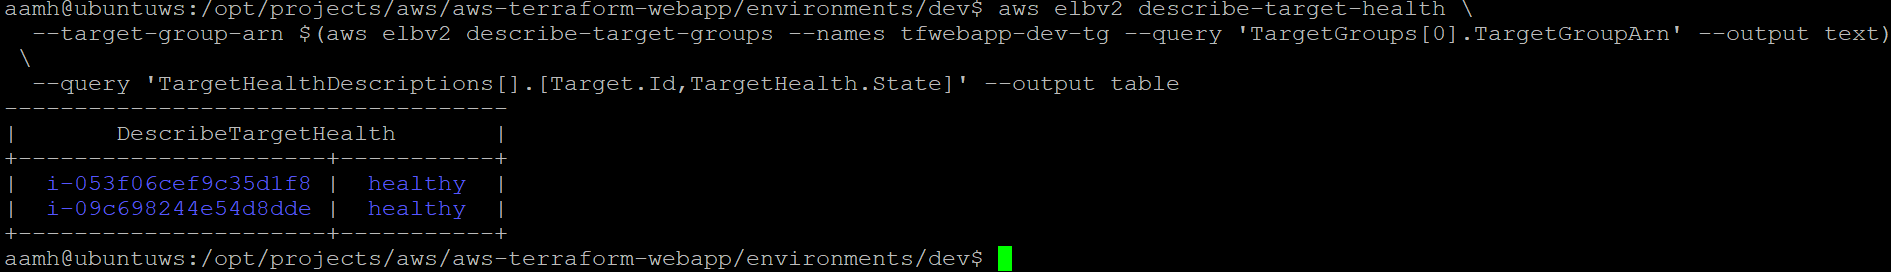 aamh@ubuntuws:/opt/projects/aws/aws-terraform-webapp/environments/dev$ aws elbv2 describe-target-health \
  --target-group-arn $(aws elbv2 describe-target-groups --names tfwebapp-dev-tg --query 'TargetGroups[0].TargetGroupArn' --output text)
 \
  --query 'TargetHealthDescriptions[].[Target.Id,TargetHealth.State]' --output table
------------------------------------
|       DescribeTargetHealth       |
+----------------------+-----------+
|  i-053f06cef9c35d1f8 |  healthy  |
|  i-09c698244e54d8dde |  healthy  |
+----------------------+-----------+
aamh@ubuntuws:/opt/projects/aws/aws-terraform-webapp/environments/dev$